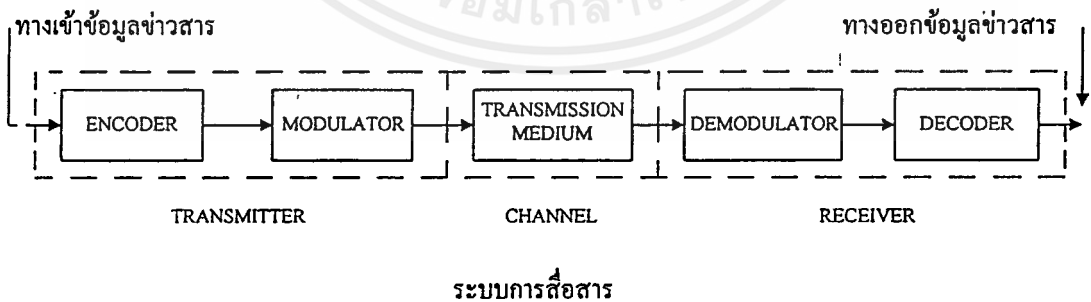 ทางเข้าข้อมูลข่าวสาร
ทางออกข้อมูลข่าวสาร
ENCODER
MODULATOR
TRANSMISSION
MEDIUM
DEMODULATOR
DECODER
TRANSMITTER
CHANNEL
RECEIVER
ระบบการสื่อสาร